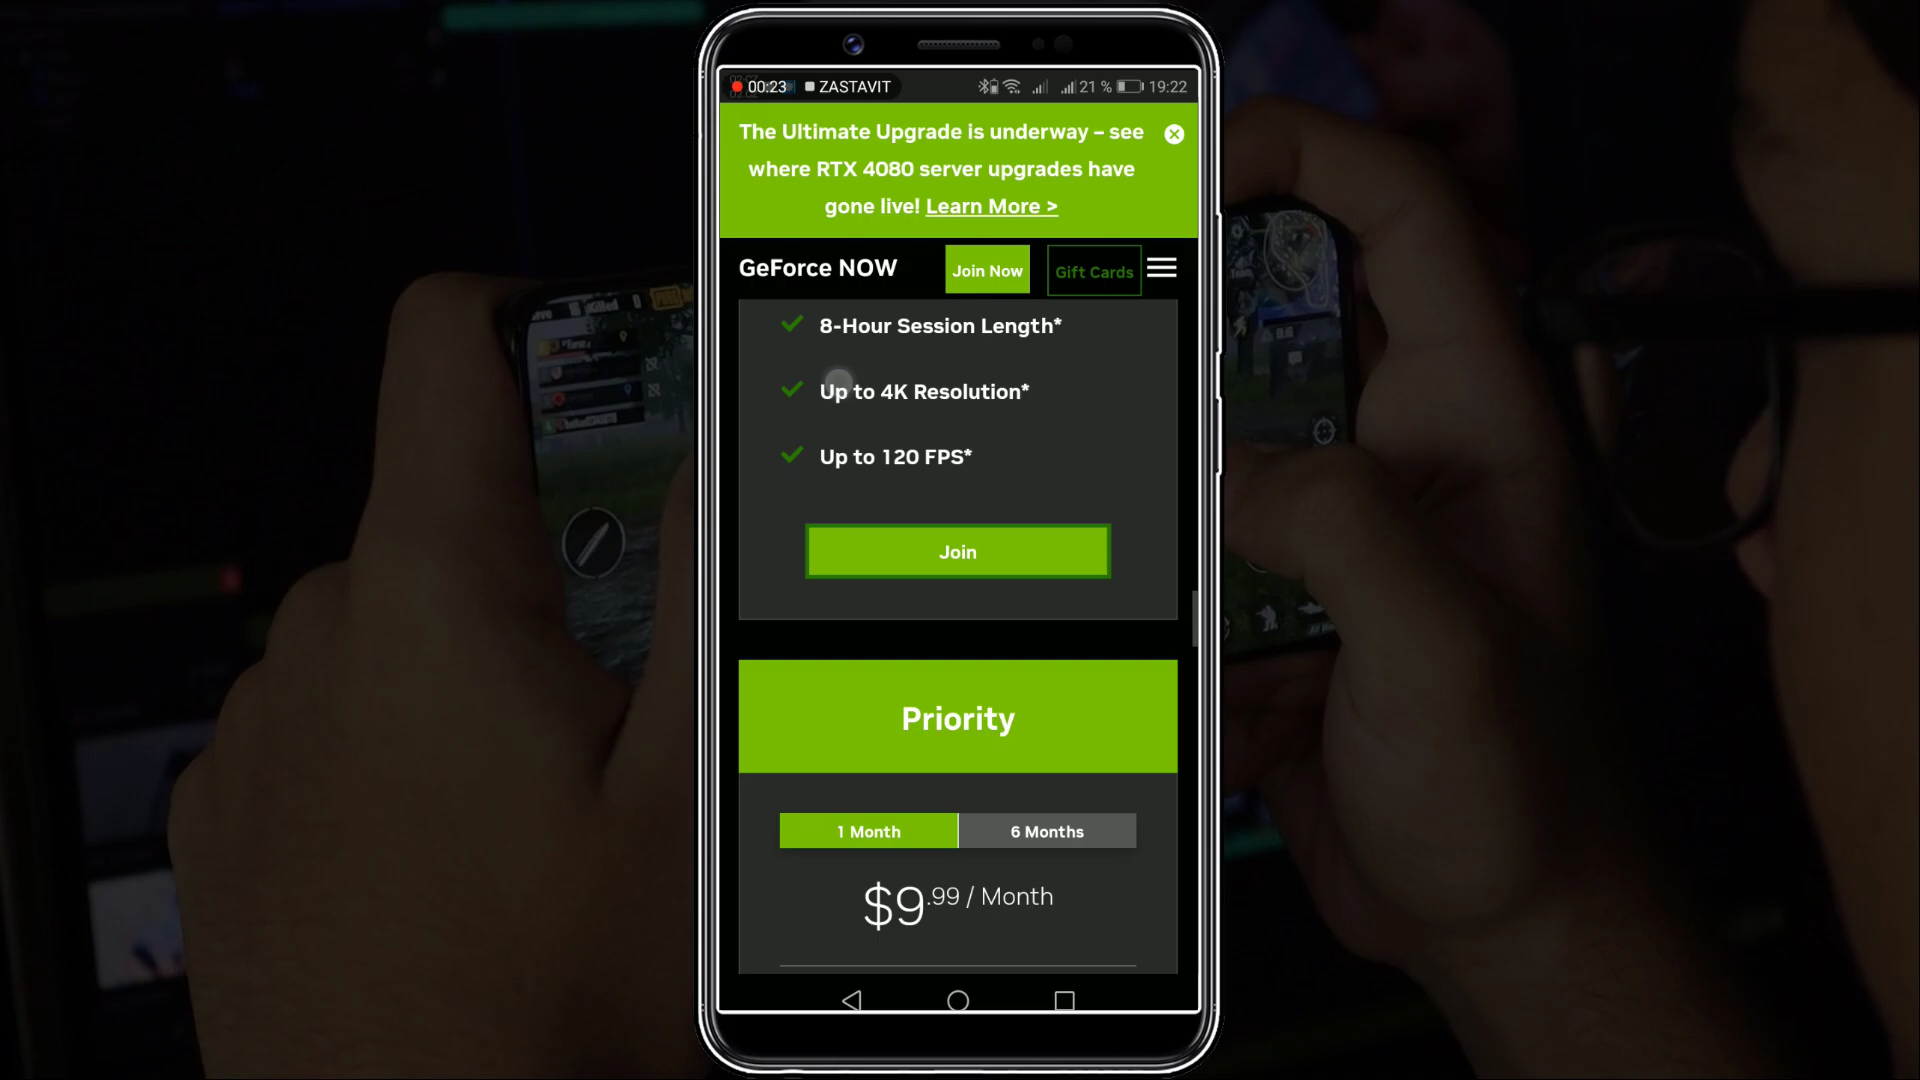 00:23 ZASTAVIT 21 % 19:22
The Ultimate Upgrade is underway – see
where RTX 4080 server upgrades have
gone live! Learn More >
GeForce NOW
Join Now
Gift Cards
8-Hour Session Length*
Up to 4K Resolution*
Up to 120 FPS*
Join
Priority
1 Month
6 Months
$9.99 / Month